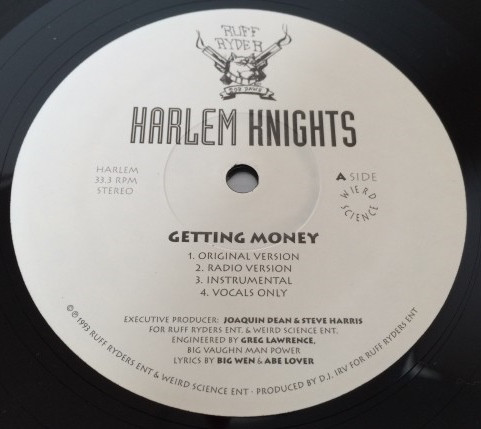 RUFF
RYDER
HARLEM KNIGHTS
HARLEM
33.3 RPM
STEREO
A SIDE
WIERD
SCIENCE
GETTING MONEY
1. ORIGINAL VERSION
2. RADIO VERSION
3. INSTRUMENTAL
4. VOCALS ONLY
EXECUTIVE PRODUCER: JOAQUIN DEAN & STEVE HARRIS
FOR RUFF RYDERS ENT. & WEIRD SCIENCE ENT.
ENGINEERED BY GREG LAWRENCE,
BIG VAUGHN MAN POWER
LYRICS BY BIG WEN & ABE LOVER
©℗ 1993 RUFF RYDERS ENT & WEIRD SCIENCE ENT · PRODUCED BY D.J. IRV FOR RUFF RYDERS ENT